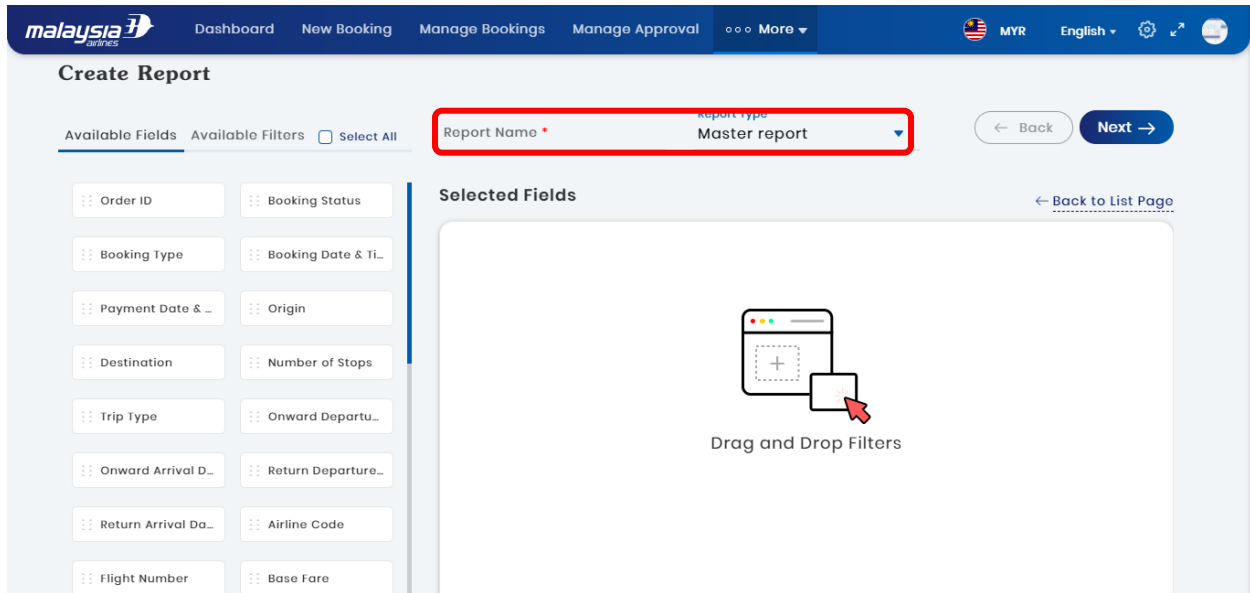 malaysia
airlines
Dashboard New Booking Manage Bookings Manage Approval More MYR English
Create Report
Available Fields Available Filters Select All
Report Name *
Report Type
Master report
← Back Next →
Selected Fields
← Back to List Page
Order ID Booking Status
Booking Type Booking Date & Ti...
Payment Date & ... Origin
Destination Number of Stops
Trip Type Onward Departu...
Onward Arrival D... Return Departure...
Return Arrival Da... Airline Code
Flight Number Base Fare
Drag and Drop Filters